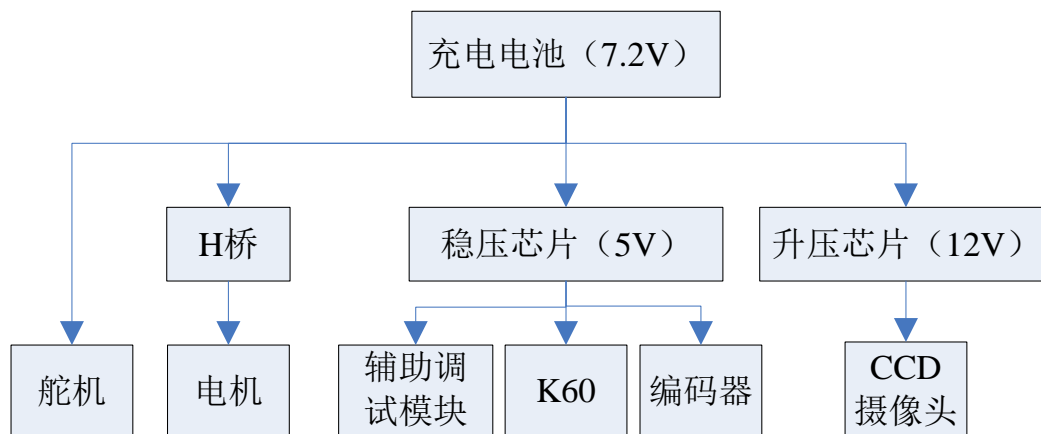 充电电池（7.2V）
H桥
稳压芯片（5V）
升压芯片（12V）
舵机
电机
辅助调
试模块
K60
编码器
CCD
摄像头